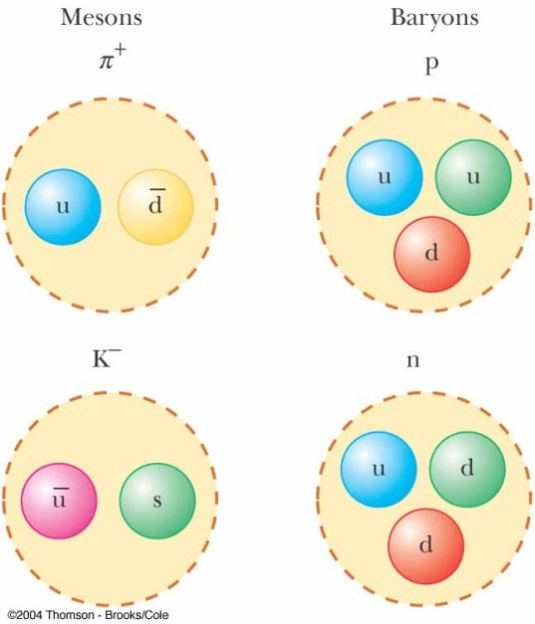 Mesons
Baryons
π⁺
p
u
d̅
u
u
d
K⁻
n
u̅
s
u
d
d
©2004 Thomson - Brooks/Cole